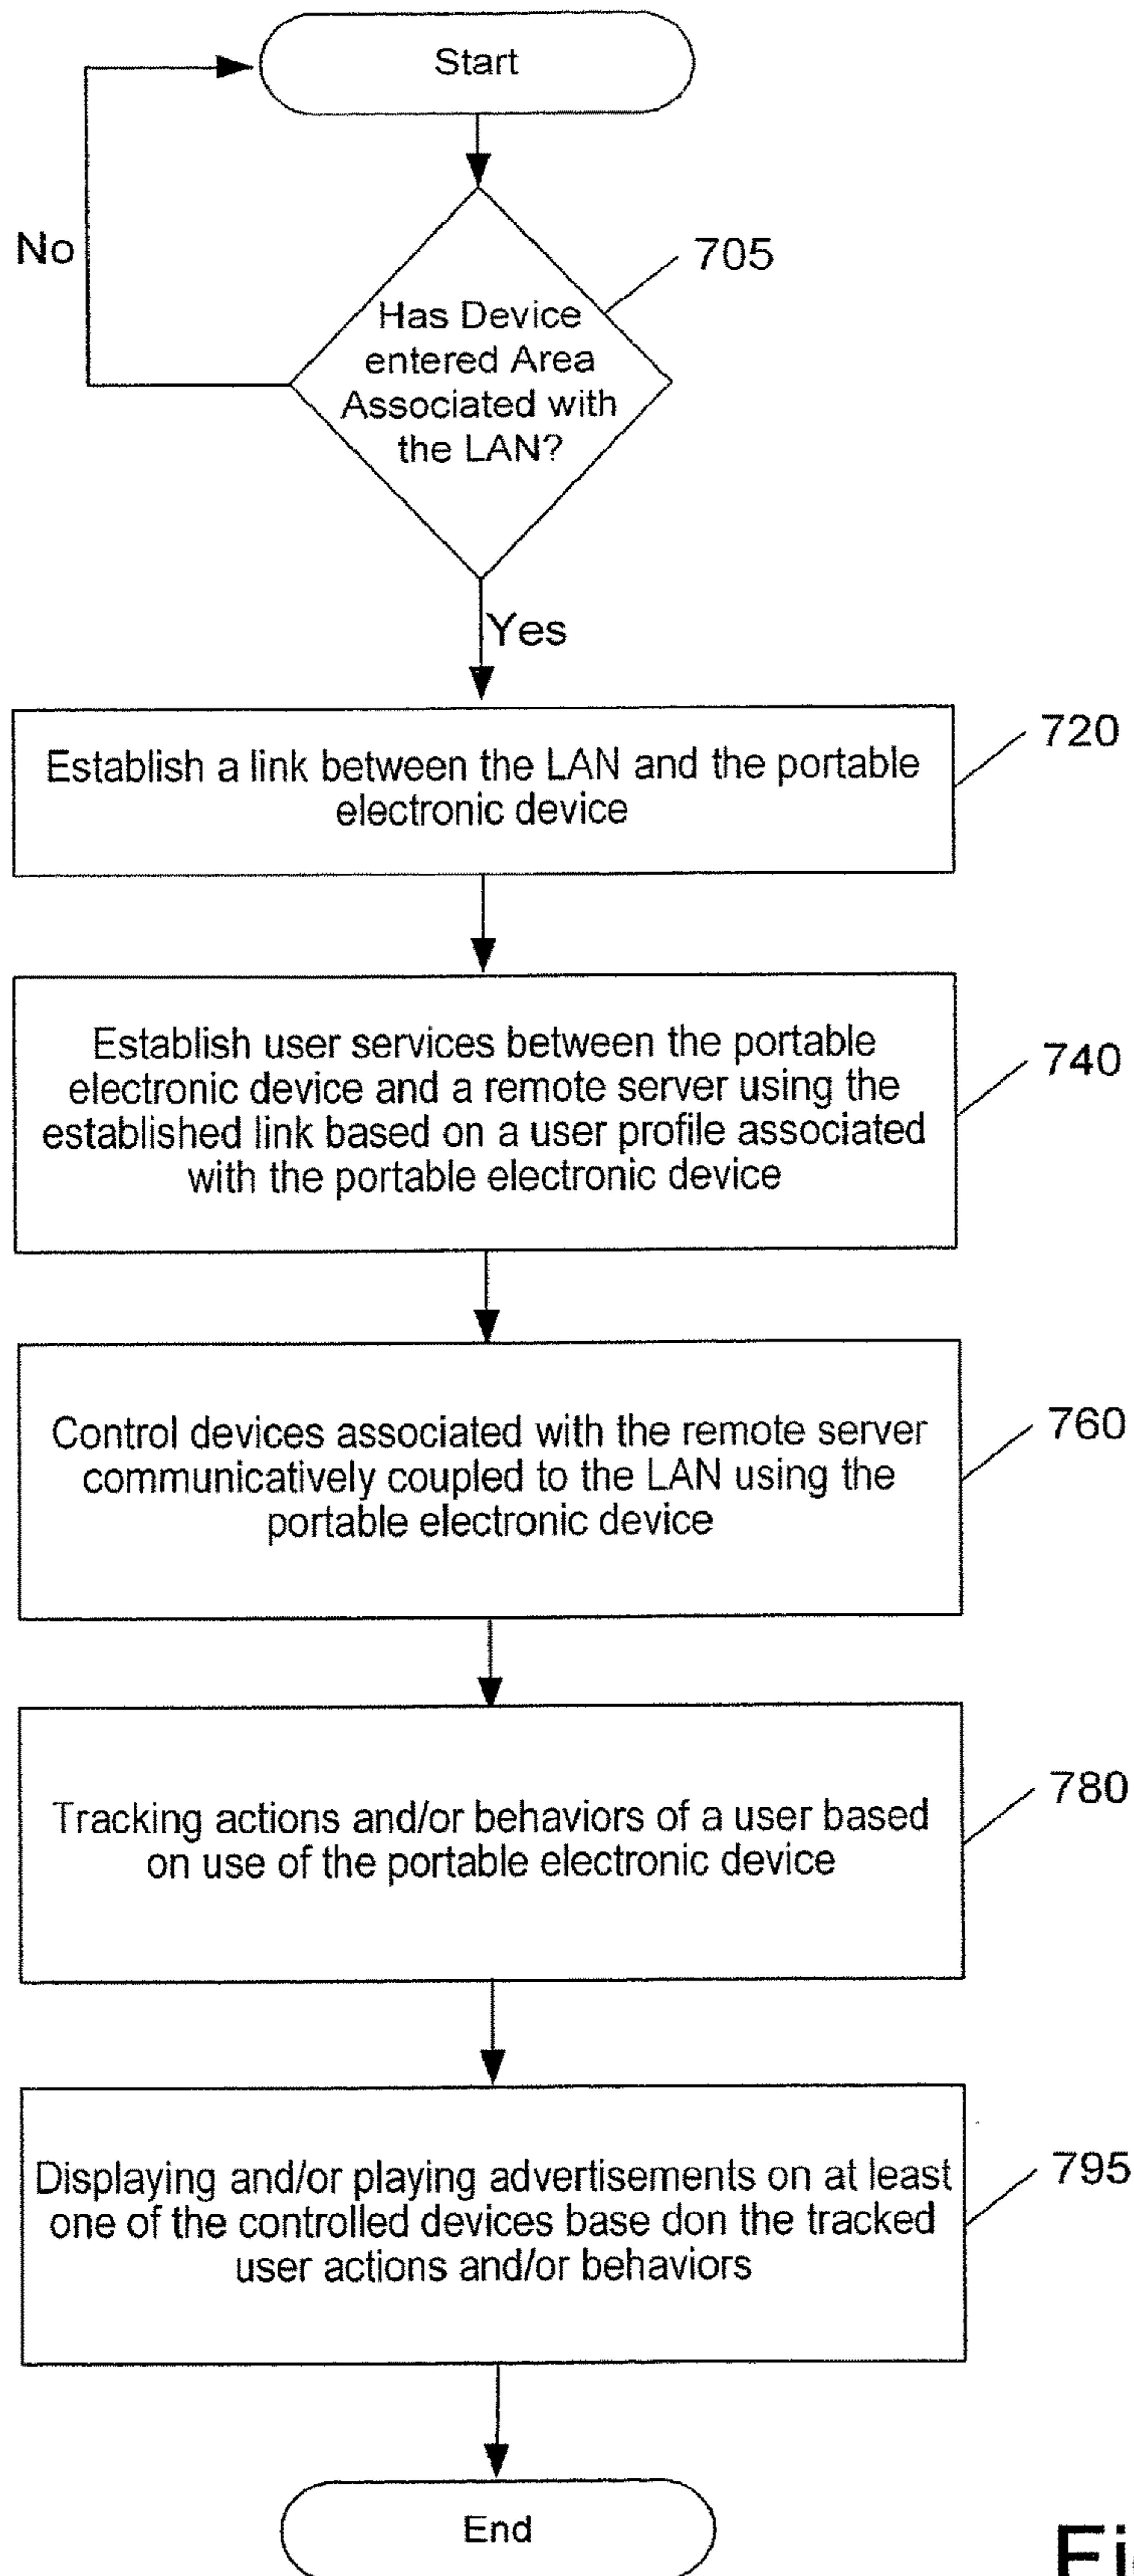 Start
No
705
Has Device
entered Area
Associated with
the LAN?
Yes
720
Establish a link between the LAN and the portable
electronic device
740
Establish user services between the portable
electronic device and a remote server using the
established link based on a user profile associated
with the portable electronic device
760
Control devices associated with the remote server
communicatively coupled to the LAN using the
portable electronic device
780
Tracking actions and/or behaviors of a user based
on use of the portable electronic device
795
Displaying and/or playing advertisements on at least
one of the controlled devices base don the tracked
user actions and/or behaviors
End